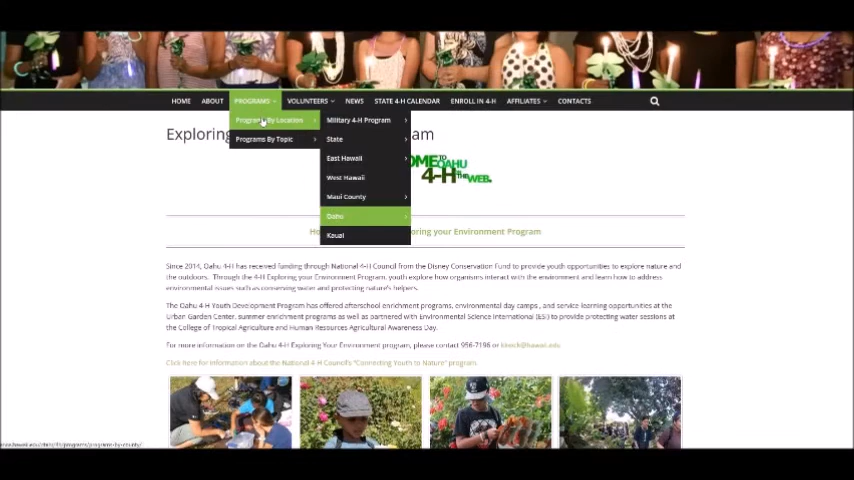 HOME ABOUT PROGRAMS VOLUNTEERS NEWS STATE 4-H CALENDAR ENROLL IN 4-H AFFILIATES CONTACTS
Programs By Location
Programs By Topic
Military 4-H Program
State
East Hawaii
West Hawaii
Maui County
Oahu
Kauai
Exploring am
OME TO OAHU
4-H THE WEB.
Ho oring your Environment Program
Since 2014, Oahu 4-H has received funding through National 4-H Council from the Disney Conservation Fund to provide youth opportunities to explore nature and
the outdoors. Through the 4-H Exploring your Environment Program, youth explore how organisms interact with the environment and learn how to address
environmental issues such as conserving water and protecting nature's helpers.
The Oahu 4-H Youth Development Program has offered afterschool enrichment programs, environmental day camps, and service learning opportunities at the
Urban Garden Center, summer enrichment programs as well as partnered with Environmental Science International (ESI) to provide protecting water sessions at
the College of Tropical Agriculture and Human Resources Agricultural Awareness Day.
For more information on the Oahu 4-H Exploring Your Environment program, please contact 956-7196 or
Click here for information about the National 4-H Council's "Connecting Youth to Nature" program.